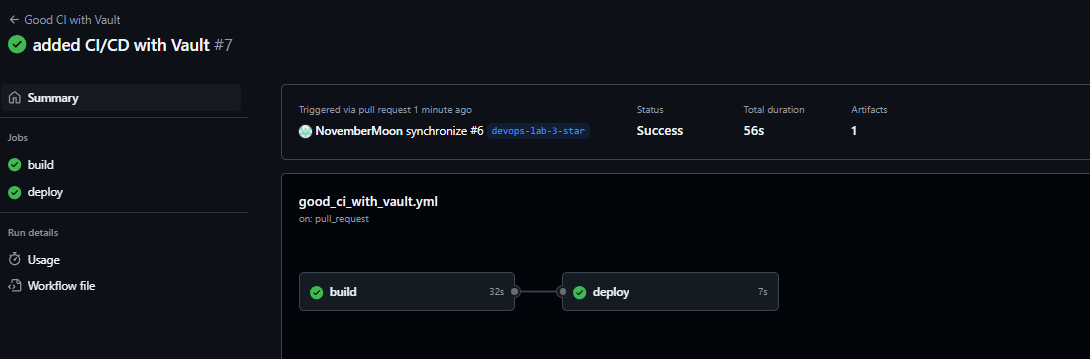 ← Good CI with Vault
added CI/CD with Vault #7
Summary
Jobs
build
deploy
Run details
Usage
Workflow file
Triggered via pull request 1 minute ago
NovemberMoon synchronize #6 devops-lab-3-star
Status
Success
Total duration
56s
Artifacts
1
good_ci_with_vault.yml
on: pull_request
build 32s
deploy 7s